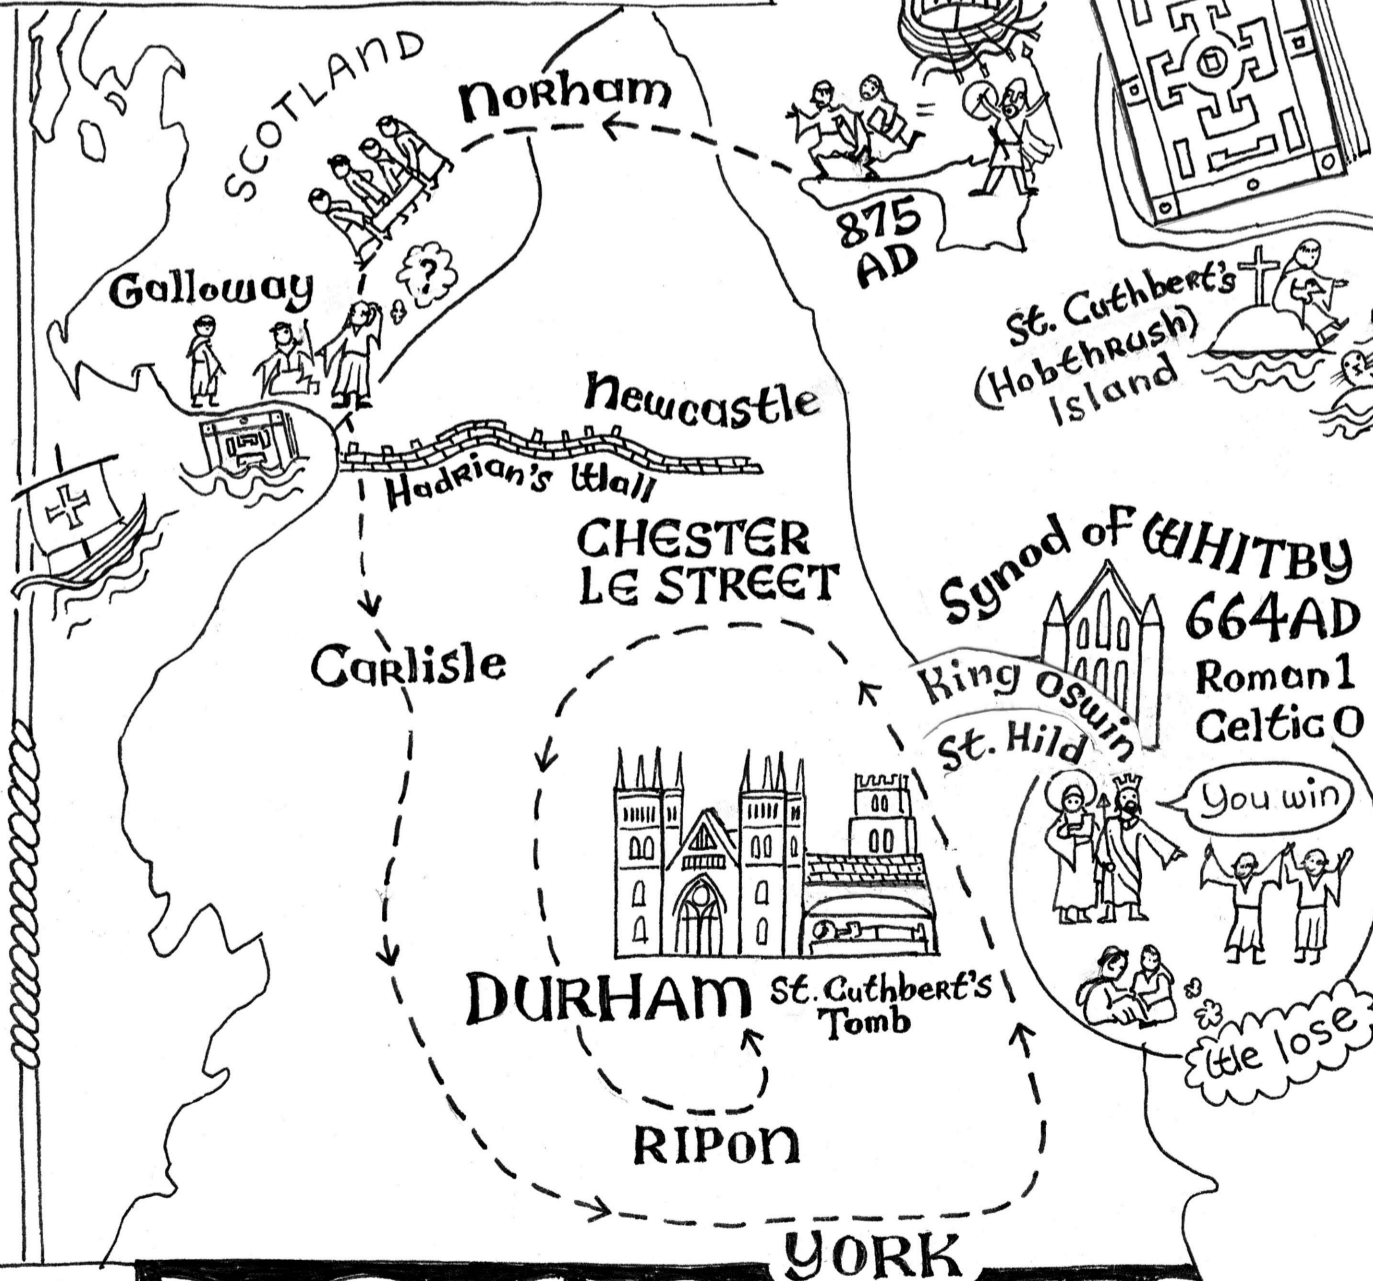 SCOTLAND
Norham
875
AD
St. Cuthbert's
(Hobthrush)
Island
?
Galloway
Newcastle
Hadrian's Wall
CHESTER
LE STREET
Synod of WHITBY
664AD
Roman 1
Celtic 0
Carlisle
King Oswin
St. Hild
You win
We lose
DURHAM
St. Cuthbert's
Tomb
RIPON
YORK